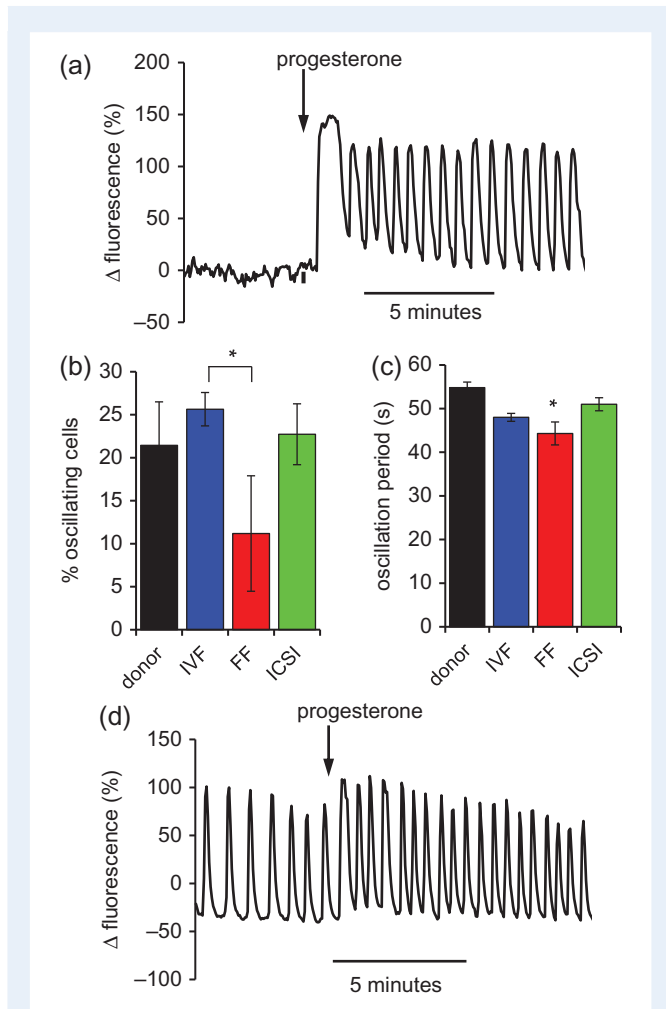 (a)
progesterone
200
150
100
50
0
–50
Δ fluorescence (%)
5 minutes
(b)
*
30
25
20
15
10
5
0
% oscillating cells
donor
IVF
FF
ICSI
(c)
60
50
40
30
20
10
0
oscillation period (s)
*
donor
IVF
FF
ICSI
(d)
progesterone
150
100
50
0
–50
–100
Δ fluorescence (%)
5 minutes